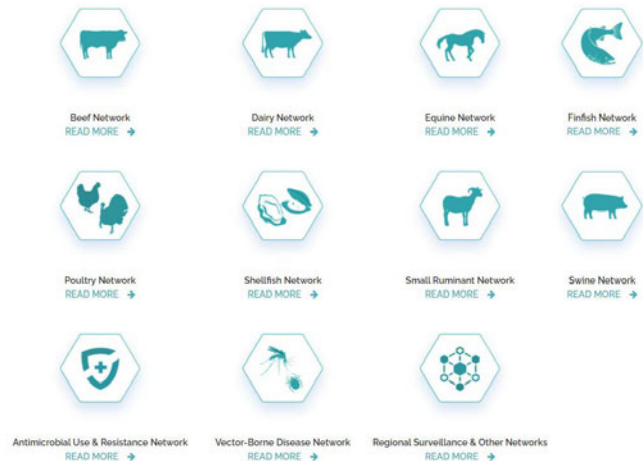 Beef Network
READ MORE →
Dairy Network
READ MORE →
Equine Network
READ MORE →
Finfish Network
READ MORE →
Poultry Network
READ MORE →
Shellfish Network
READ MORE →
Small Ruminant Network
READ MORE →
Swine Network
READ MORE →
Antimicrobial Use & Resistance Network
READ MORE →
Vector-Borne Disease Network
READ MORE →
Regional Surveillance & Other Networks
READ MORE →